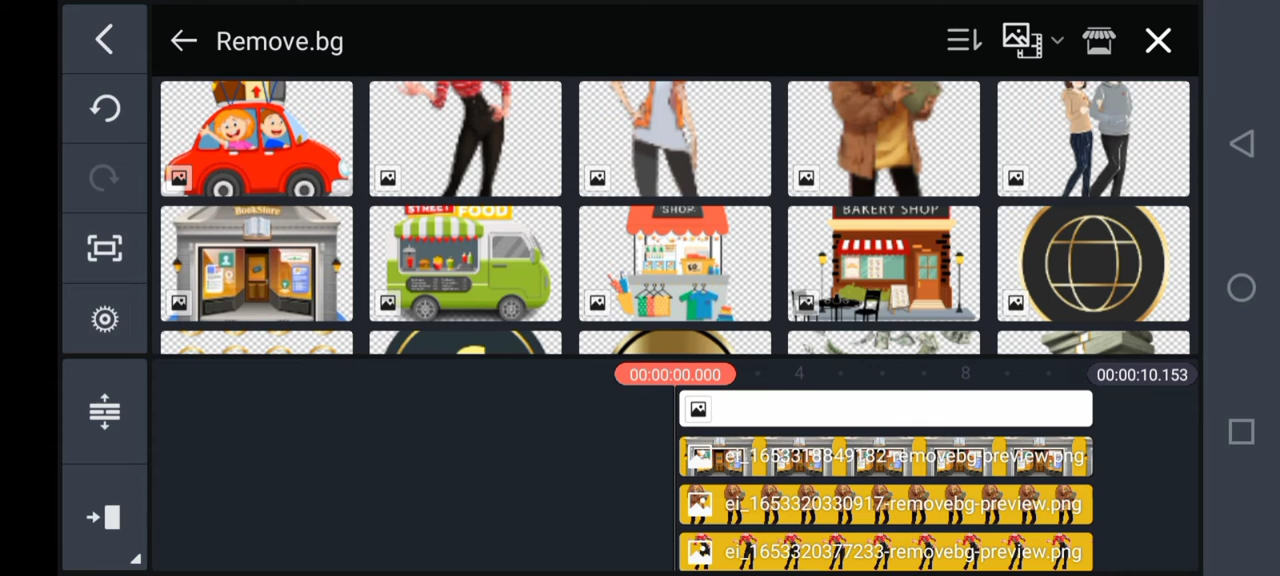 Remove.bg
BookStore
STREET FOOD
SHOP
BAKERY SHOP
00:00:00.000
4
8
00:00:10.153
ei_1653318849182-removebg-preview.png
ei_1653320330917-removebg-preview.png
ei_1653320377233-removebg-preview.png